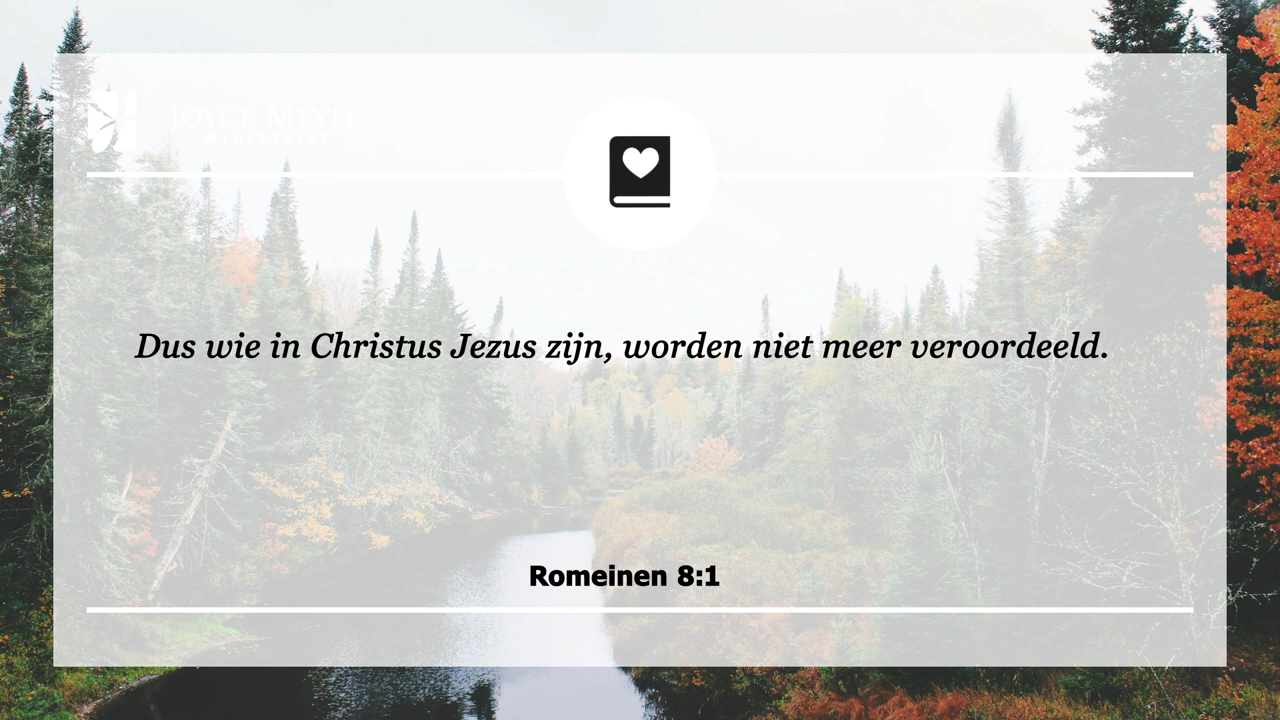 JOYCE MEYER
MINISTRIES
Dus wie in Christus Jezus zijn, worden niet meer veroordeeld.
Romeinen 8:1